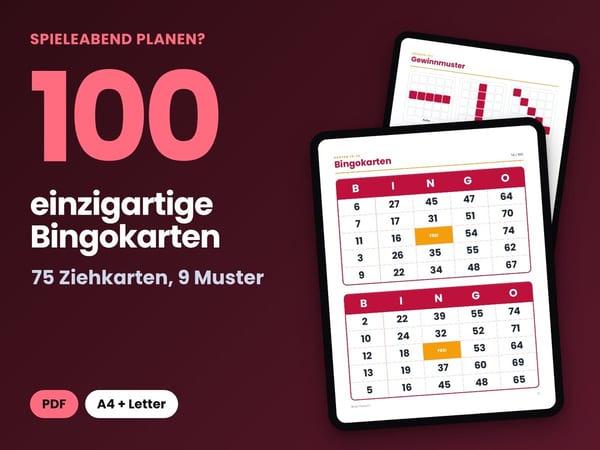 SPIELEABEND PLANEN?
100
einzigartige
Bingokarten
75 Ziehkarten, 9 Muster
PDF
A4 + Letter
Gewinnmuster
Bingokarten
B I N G O
6 27 45 47 64
7 17 31 51 70
11 16 FREI 54 74
3 26 35 55 62
9 22 34 48 67
B I N G O
2 22 39 55 74
10 24 32 52 71
12 18 FREI 53 64
13 19 37 60 69
5 16 45 48 65